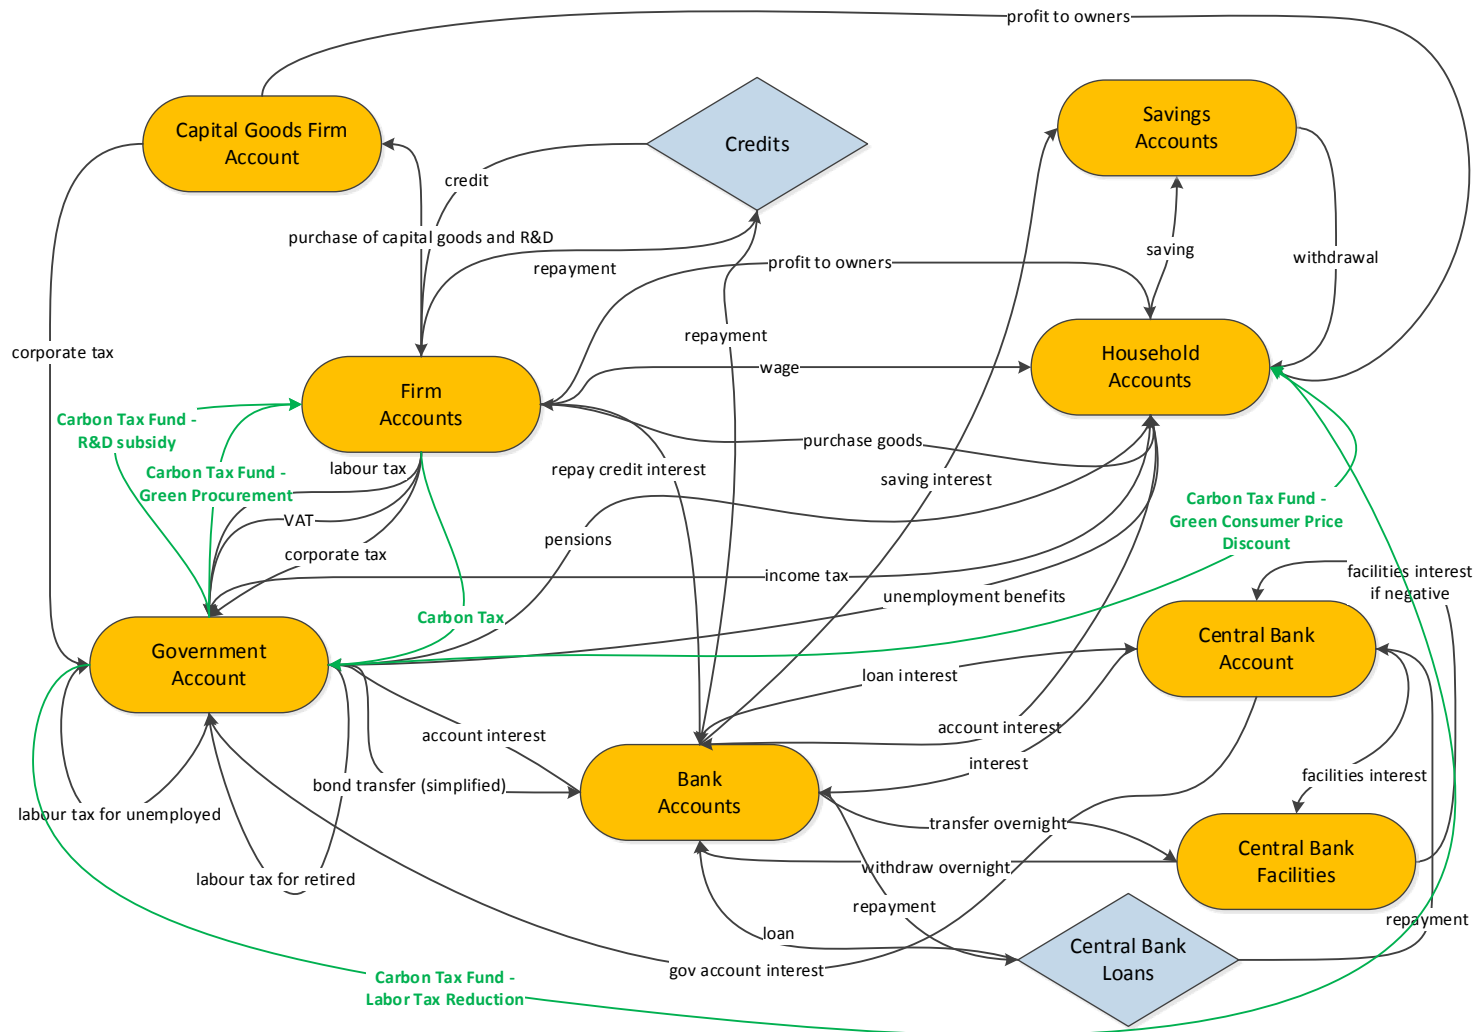 profit to owners
Capital Goods Firm
Account
Credits
Savings
Accounts
credit
purchase of capital goods and R&D
repayment
profit to owners
saving
withdrawal
repayment
corporate tax
wage
Household
Accounts
Firm
Accounts
Carbon Tax Fund -
R&D subsidy
Carbon Tax Fund -
Green Procurement
labour tax
purchase goods
repay credit interest
saving interest
VAT
pensions
corporate tax
Carbon Tax Fund -
Green Consumer Price
Discount
income tax
unemployment benefits
facilities interest
if negative
Carbon Tax
Government
Account
Central Bank
Account
loan interest
account interest
account interest
interest
bond transfer (simplified)
Bank
Accounts
facilities interest
labour tax for unemployed
transfer overnight
Central Bank
Facilities
withdraw overnight
labour tax for retired
repayment
repayment
loan
Central Bank
Loans
gov account interest
Carbon Tax Fund -
Labor Tax Reduction